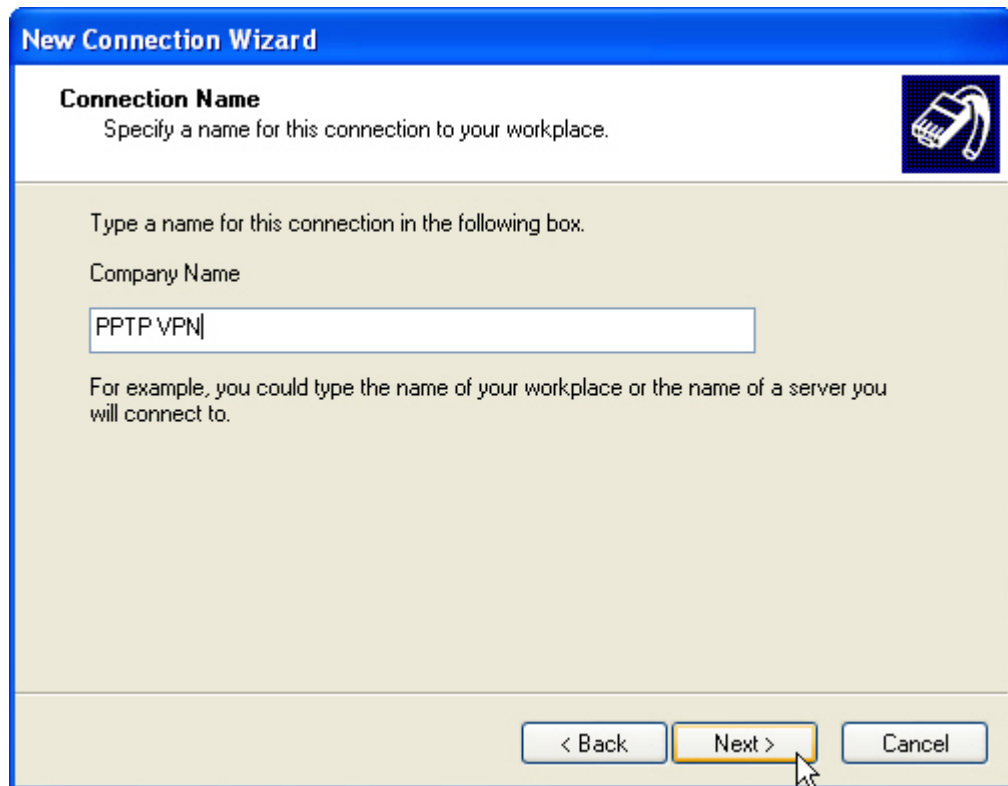 New Connection Wizard
Connection Name
Specify a name for this connection to your workplace.
Type a name for this connection in the following box.
Company Name
PPTP VPN
For example, you could type the name of your workplace or the name of a server you
will connect to.
< Back
Next >
Cancel